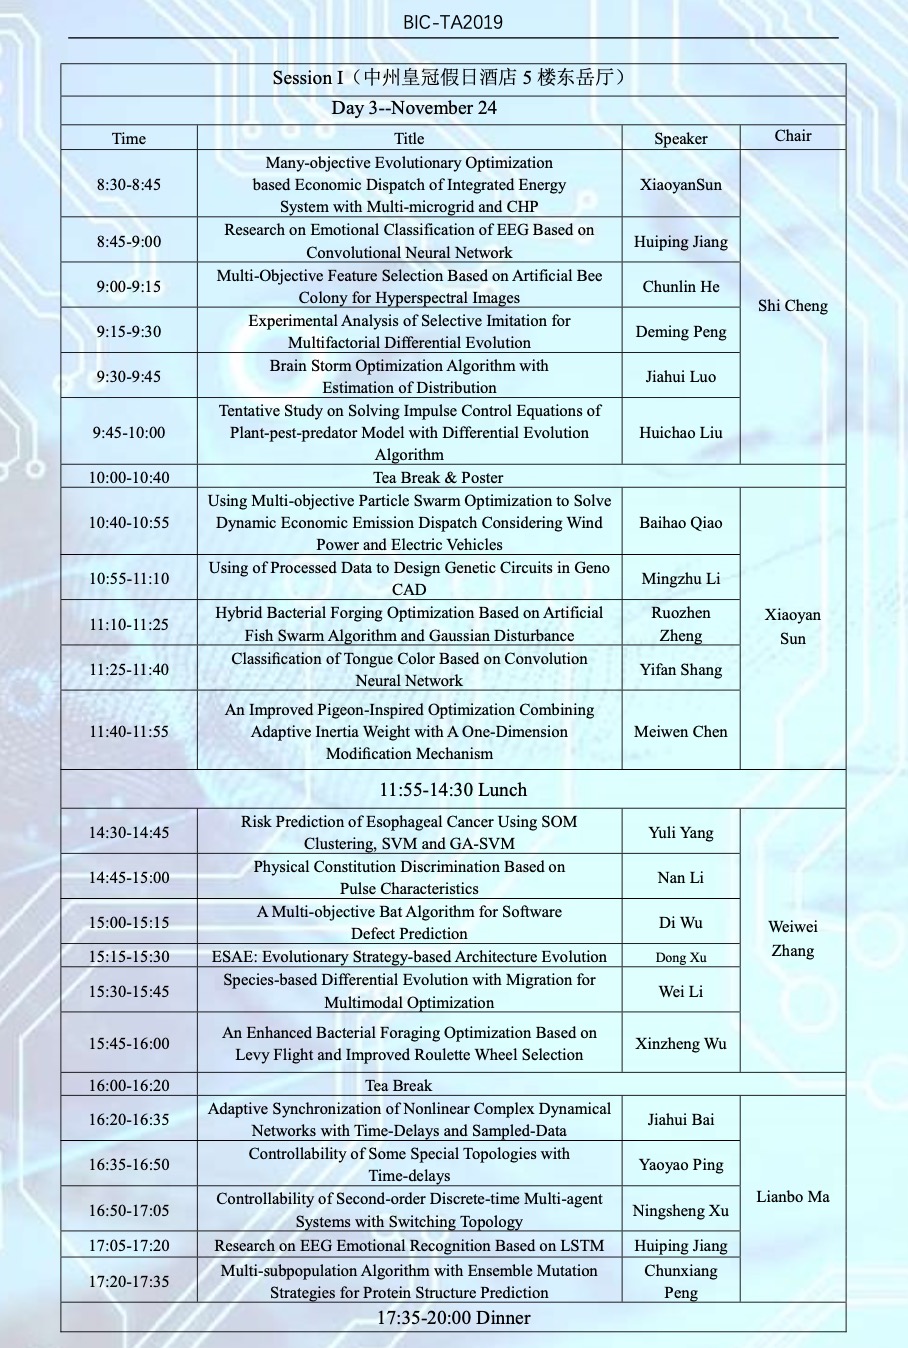 BIC-TA2019
Session I（中州皇冠假日酒店 5 楼东岳厅）
Day 3--November 24
Time Title Speaker Chair
8:30-8:45
Many-objective Evolutionary Optimization
based Economic Dispatch of Integrated Energy
System with Multi-microgrid and CHP
XiaoyanSun
8:45-9:00
Research on Emotional Classification of EEG Based on
Convolutional Neural Network
Huiping Jiang
9:00-9:15
Multi-Objective Feature Selection Based on Artificial Bee
Colony for Hyperspectral Images
Chunlin He
9:15-9:30
Experimental Analysis of Selective Imitation for
Multifactorial Differential Evolution
Deming Peng
9:30-9:45
Brain Storm Optimization Algorithm with
Estimation of Distribution
Jiahui Luo
9:45-10:00
Tentative Study on Solving Impulse Control Equations of
Plant-pest-predator Model with Differential Evolution
Algorithm
Huichao Liu
Shi Cheng
10:00-10:40 Tea Break & Poster
10:40-10:55
Using Multi-objective Particle Swarm Optimization to Solve
Dynamic Economic Emission Dispatch Considering Wind
Power and Electric Vehicles
Baihao Qiao
10:55-11:10
Using of Processed Data to Design Genetic Circuits in Geno
CAD
Mingzhu Li
11:10-11:25
Hybrid Bacterial Forging Optimization Based on Artificial
Fish Swarm Algorithm and Gaussian Disturbance
Ruozhen
Zheng
11:25-11:40
Classification of Tongue Color Based on Convolution
Neural Network
Yifan Shang
11:40-11:55
An Improved Pigeon-Inspired Optimization Combining
Adaptive Inertia Weight with A One-Dimension
Modification Mechanism
Meiwen Chen
Xiaoyan
Sun
11:55-14:30 Lunch
14:30-14:45
Risk Prediction of Esophageal Cancer Using SOM
Clustering, SVM and GA-SVM
Yuli Yang
14:45-15:00
Physical Constitution Discrimination Based on
Pulse Characteristics
Nan Li
15:00-15:15
A Multi-objective Bat Algorithm for Software
Defect Prediction
Di Wu
15:15-15:30
ESAE: Evolutionary Strategy-based Architecture Evolution
Dong Xu
15:30-15:45
Species-based Differential Evolution with Migration for
Multimodal Optimization
Wei Li
15:45-16:00
An Enhanced Bacterial Foraging Optimization Based on
Levy Flight and Improved Roulette Wheel Selection
Xinzheng Wu
Weiwei
Zhang
16:00-16:20 Tea Break
16:20-16:35
Adaptive Synchronization of Nonlinear Complex Dynamical
Networks with Time-Delays and Sampled-Data
Jiahui Bai
16:35-16:50
Controllability of Some Special Topologies with
Time-delays
Yaoyao Ping
16:50-17:05
Controllability of Second-order Discrete-time Multi-agent
Systems with Switching Topology
Ningsheng Xu
17:05-17:20
Research on EEG Emotional Recognition Based on LSTM
Huiping Jiang
17:20-17:35
Multi-subpopulation Algorithm with Ensemble Mutation
Strategies for Protein Structure Prediction
Chunxiang
Peng
Lianbo Ma
17:35-20:00 Dinner